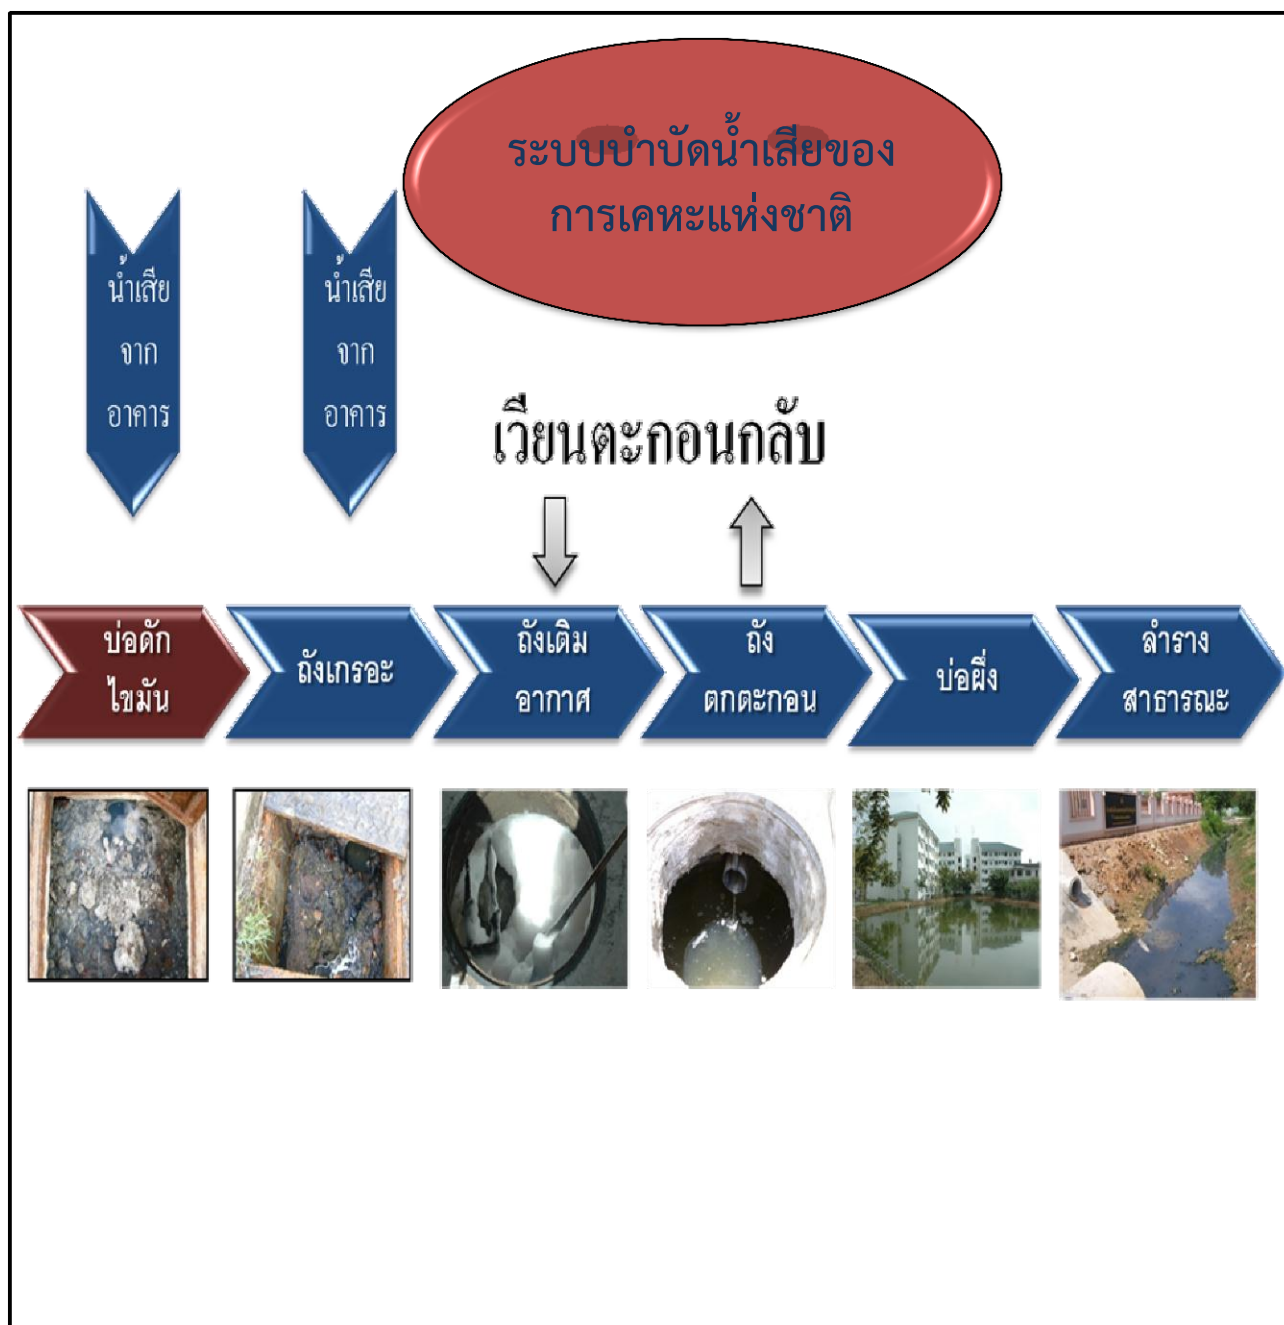 ระบบบำบัดน้ำเสียของ
การเคหะแห่งชาติ
น้ำเสีย
จาก
อาคาร
น้ำเสีย
จาก
อาคาร
เวียนตะกอนกลับ
บ่อดัก
ไขมัน
ถังเกรอะ
ถังเติม
อากาศ
ถัง
ตกตะกอน
บ่อผึ่ง
ลำราง
สาธารณะ